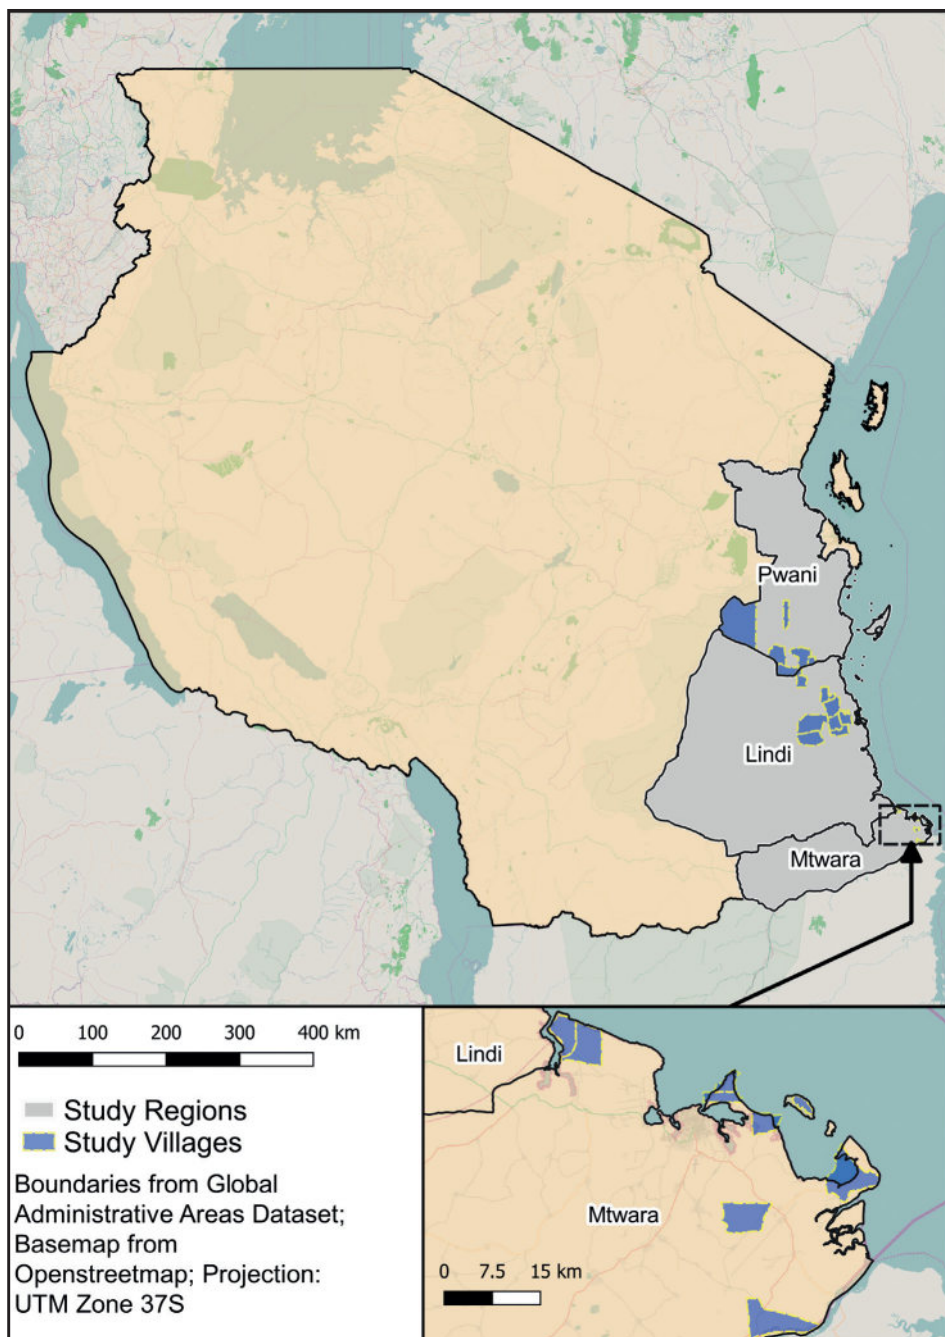 Pwani
Lindi
Mtwara
0 100 200 300 400 km
Study Regions
Study Villages
Boundaries from Global
Administrative Areas Dataset;
Basemap from
Openstreetmap; Projection:
UTM Zone 37S
Lindi
Mtwara
0 7.5 15 km